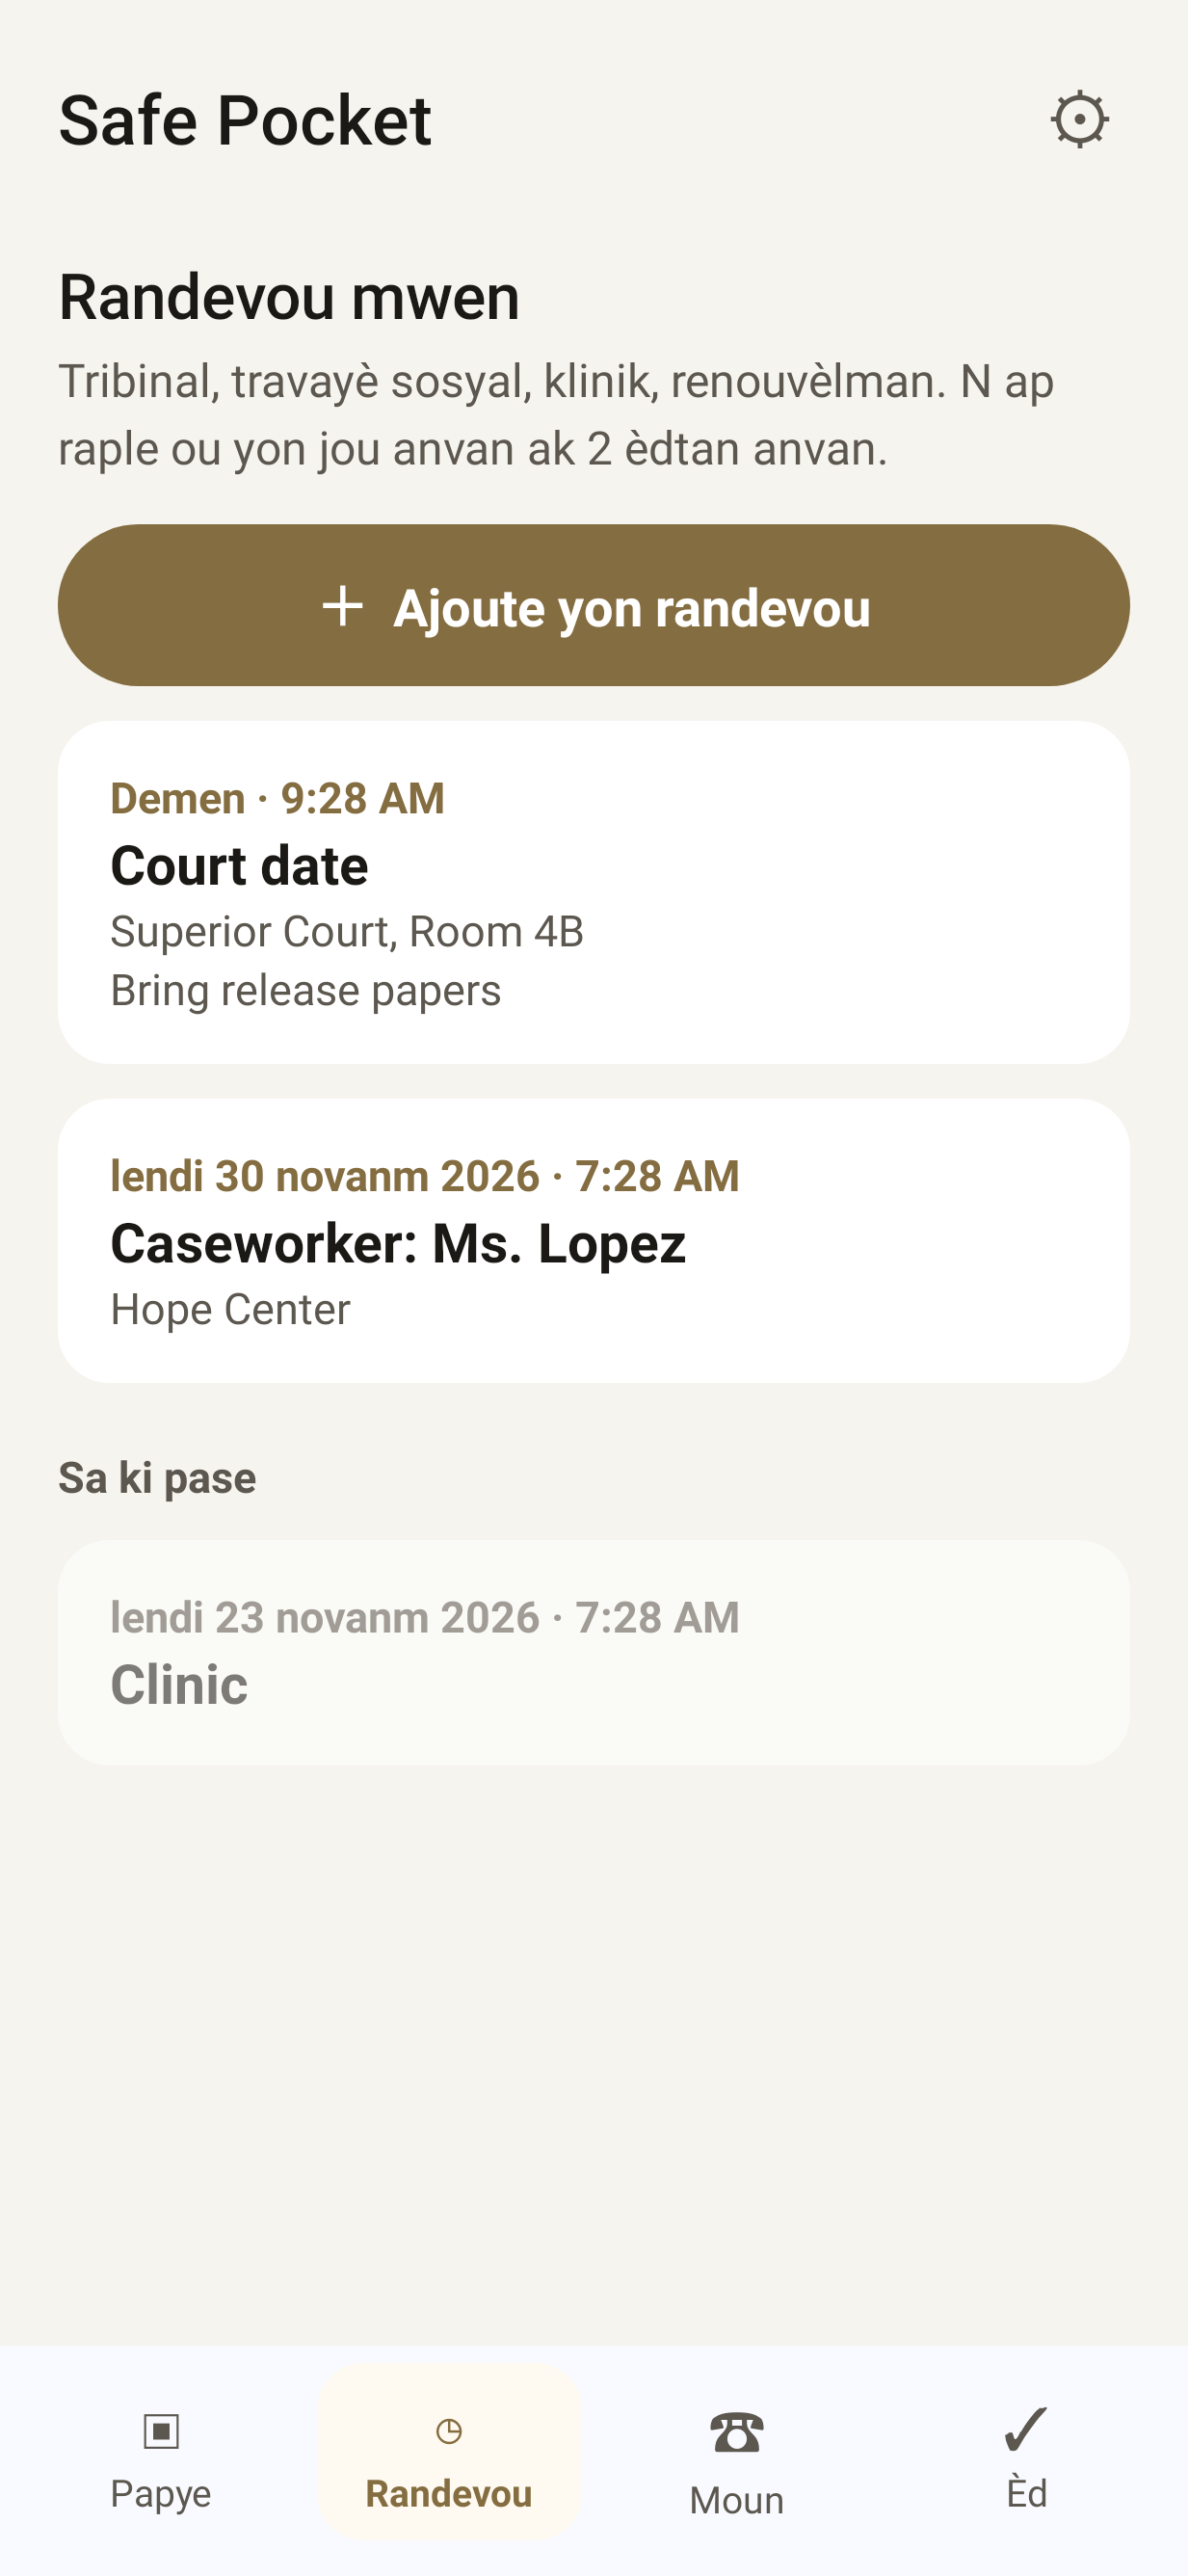 Safe Pocket
Randevou mwen
Tribinal, travayè sosyal, klinik, renouvèlman. N ap
raple ou yon jou anvan ak 2 èdtan anvan.
+ Ajoute yon randevou
Demen · 9:28 AM
Court date
Superior Court, Room 4B
Bring release papers
lendi 30 novanm 2026 · 7:28 AM
Caseworker: Ms. Lopez
Hope Center
Sa ki pase
lendi 23 novanm 2026 · 7:28 AM
Clinic
Papye
Randevou
Moun
Èd